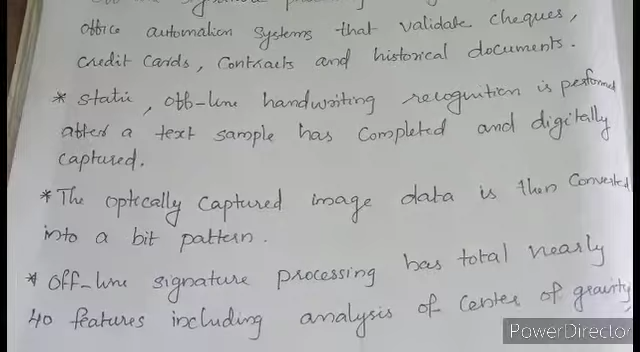 office automation systems that validate cheques,
credit cards, contracts and historical documents.
* static, off-line handwriting recognition is performed
after a text sample has completed and digitally
captured.
* The optically captured image data is then converted
into a bit pattern.
* off-line signature processing has total nearly
40 features including analysis of center of gravity,
PowerDirector